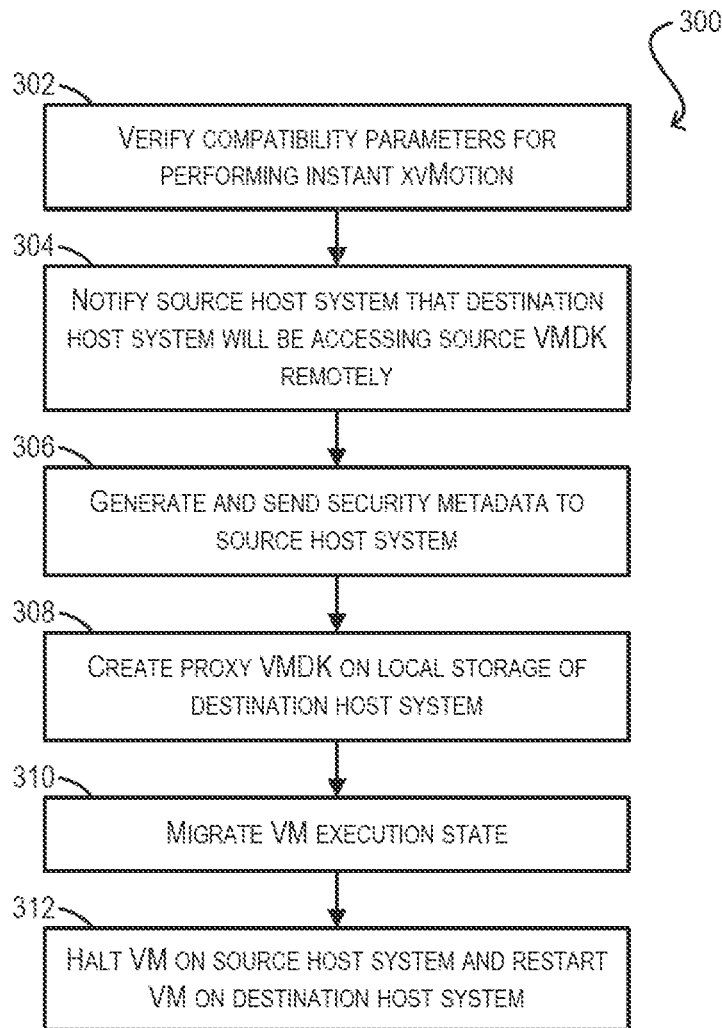 300
302
VERIFY COMPATIBILITY PARAMETERS FOR
PERFORMING INSTANT XVMOTION
304
NOTIFY SOURCE HOST SYSTEM THAT DESTINATION
HOST SYSTEM WILL BE ACCESSING SOURCE VMDK
REMOTELY
306
GENERATE AND SEND SECURITY METADATA TO
SOURCE HOST SYSTEM
308
CREATE PROXY VMDK ON LOCAL STORAGE OF
DESTINATION HOST SYSTEM
310
MIGRATE VM EXECUTION STATE
312
HALT VM ON SOURCE HOST SYSTEM AND RESTART
VM ON DESTINATION HOST SYSTEM